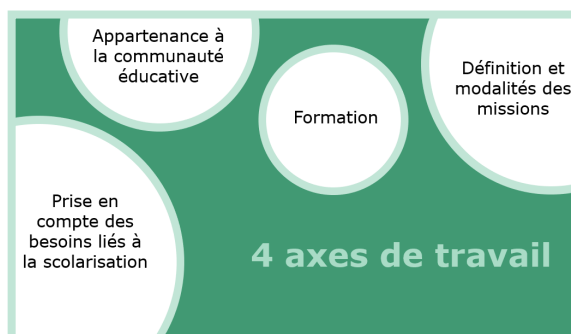 Appartenance à
la communauté
éducative
Formation
Définition et
modalités des
missions
Prise en
compte des
besoins liés à
la scolarisation
4 axes de travail